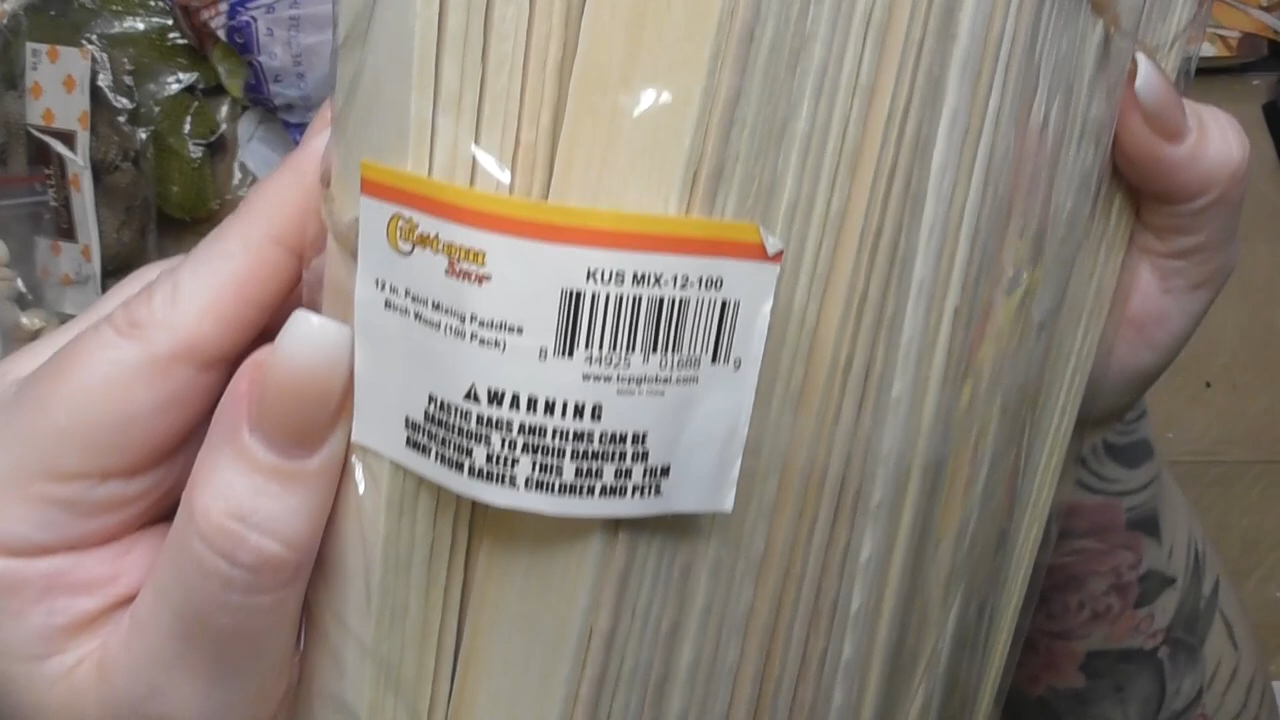 Custom Shop
KUS MIX-12-100
12 in. Paint Mixing Paddles
Birch Wood (100 Pack)
8 44925 01688 9
www.tcpglobal.com
Made in China
WARNING
PLASTIC BAGS AND FILMS CAN BE
DANGEROUS. TO AVOID DANGER OF
SUFFOCATION, KEEP THIS BAG OR FILM
AWAY FROM BABIES, CHILDREN AND PETS.
FALL